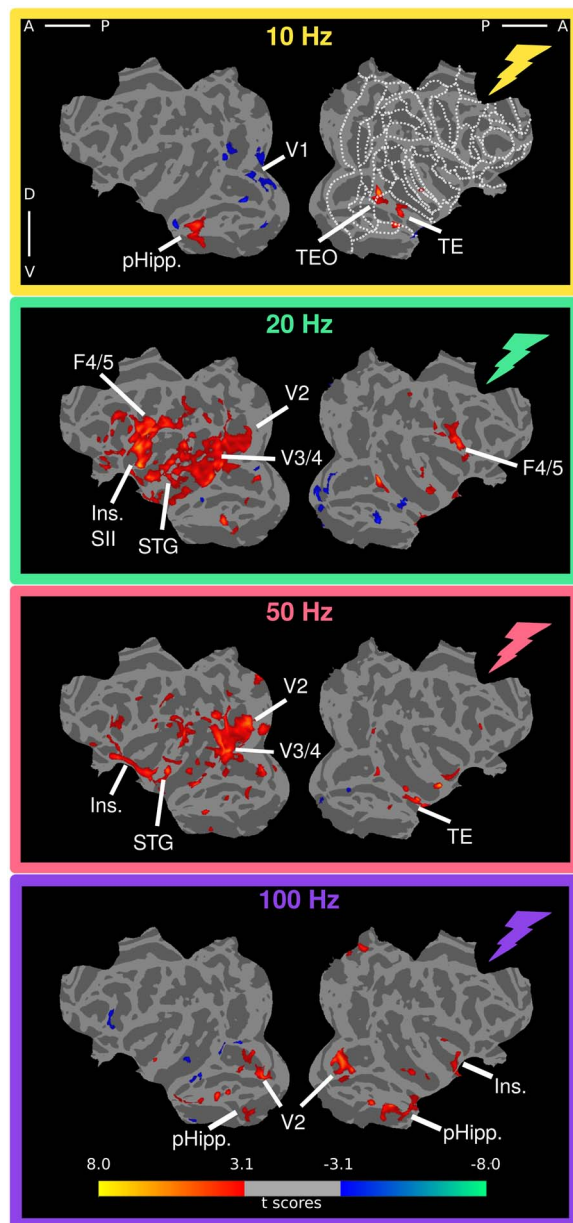 A P
10 Hz
P A
V1
D
V
pHipp.
TEO
TE
20 Hz
F4/5
V2
V3/4
F4/5
Ins.
SII
STG
50 Hz
V2
V3/4
Ins.
STG
TE
100 Hz
Ins.
V2
pHipp.
pHipp.
8.0 3.1 -3.1 -8.0
t scores